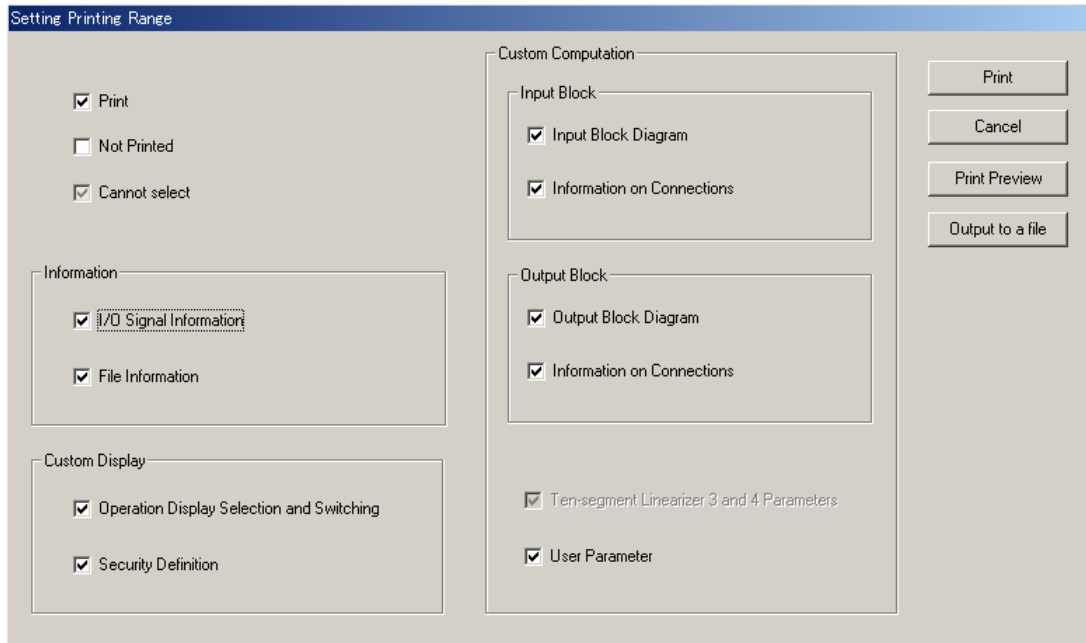 Setting Printing Range
Print
Not Printed
Cannot select
Information
I/O Signal Information
File Information
Custom Display
Operation Display Selection and Switching
Security Definition
Custom Computation
Input Block
Input Block Diagram
Information on Connections
Output Block
Output Block Diagram
Information on Connections
Ten-segment Linearizer 3 and 4 Parameters
User Parameter
Print
Cancel
Print Preview
Output to a file